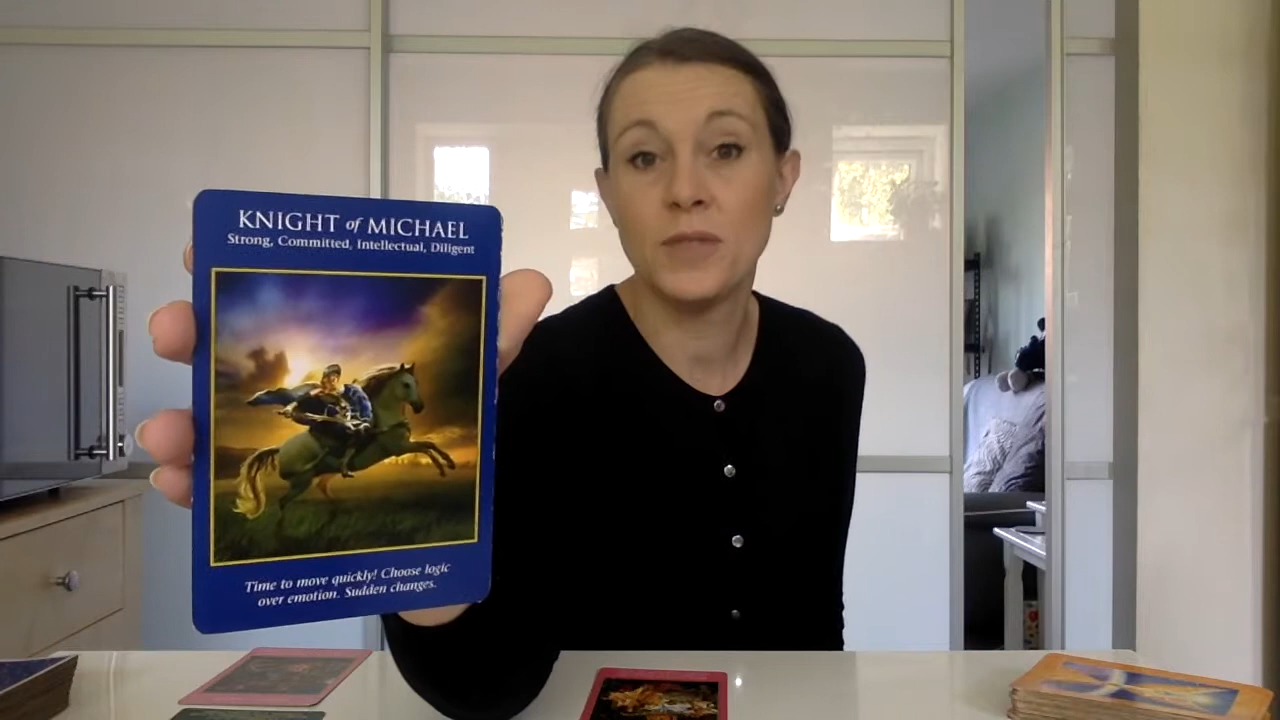 KNIGHT of MICHAEL
Strong, Committed, Intellectual, Diligent
Time to move quickly! Choose logic
over emotion. Sudden changes.